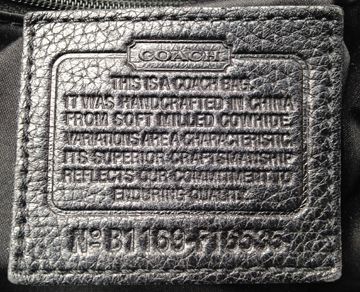 COACH
THIS IS A COACH BAG.
IT WAS HANDCRAFTED IN CHINA
FROM SOFT MILLED COWHIDE.
VARIATIONS ARE A CHARACTERISTIC.
ITS SUPERIOR CRAFTSMANSHIP
REFLECTS OUR COMMITMENT TO
ENDURING QUALITY.
Nº B1169-F16535